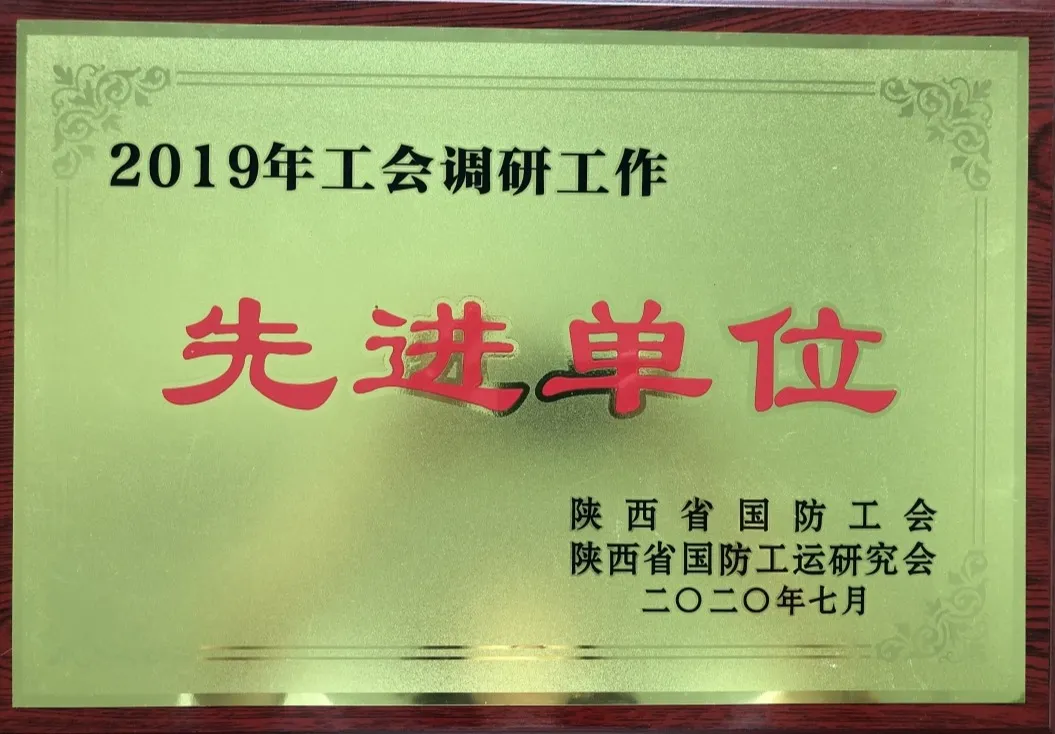 2019年工会调研工作
先进单位
陕西省国防工会
陕西省国防工运研究会
二〇二〇年七月